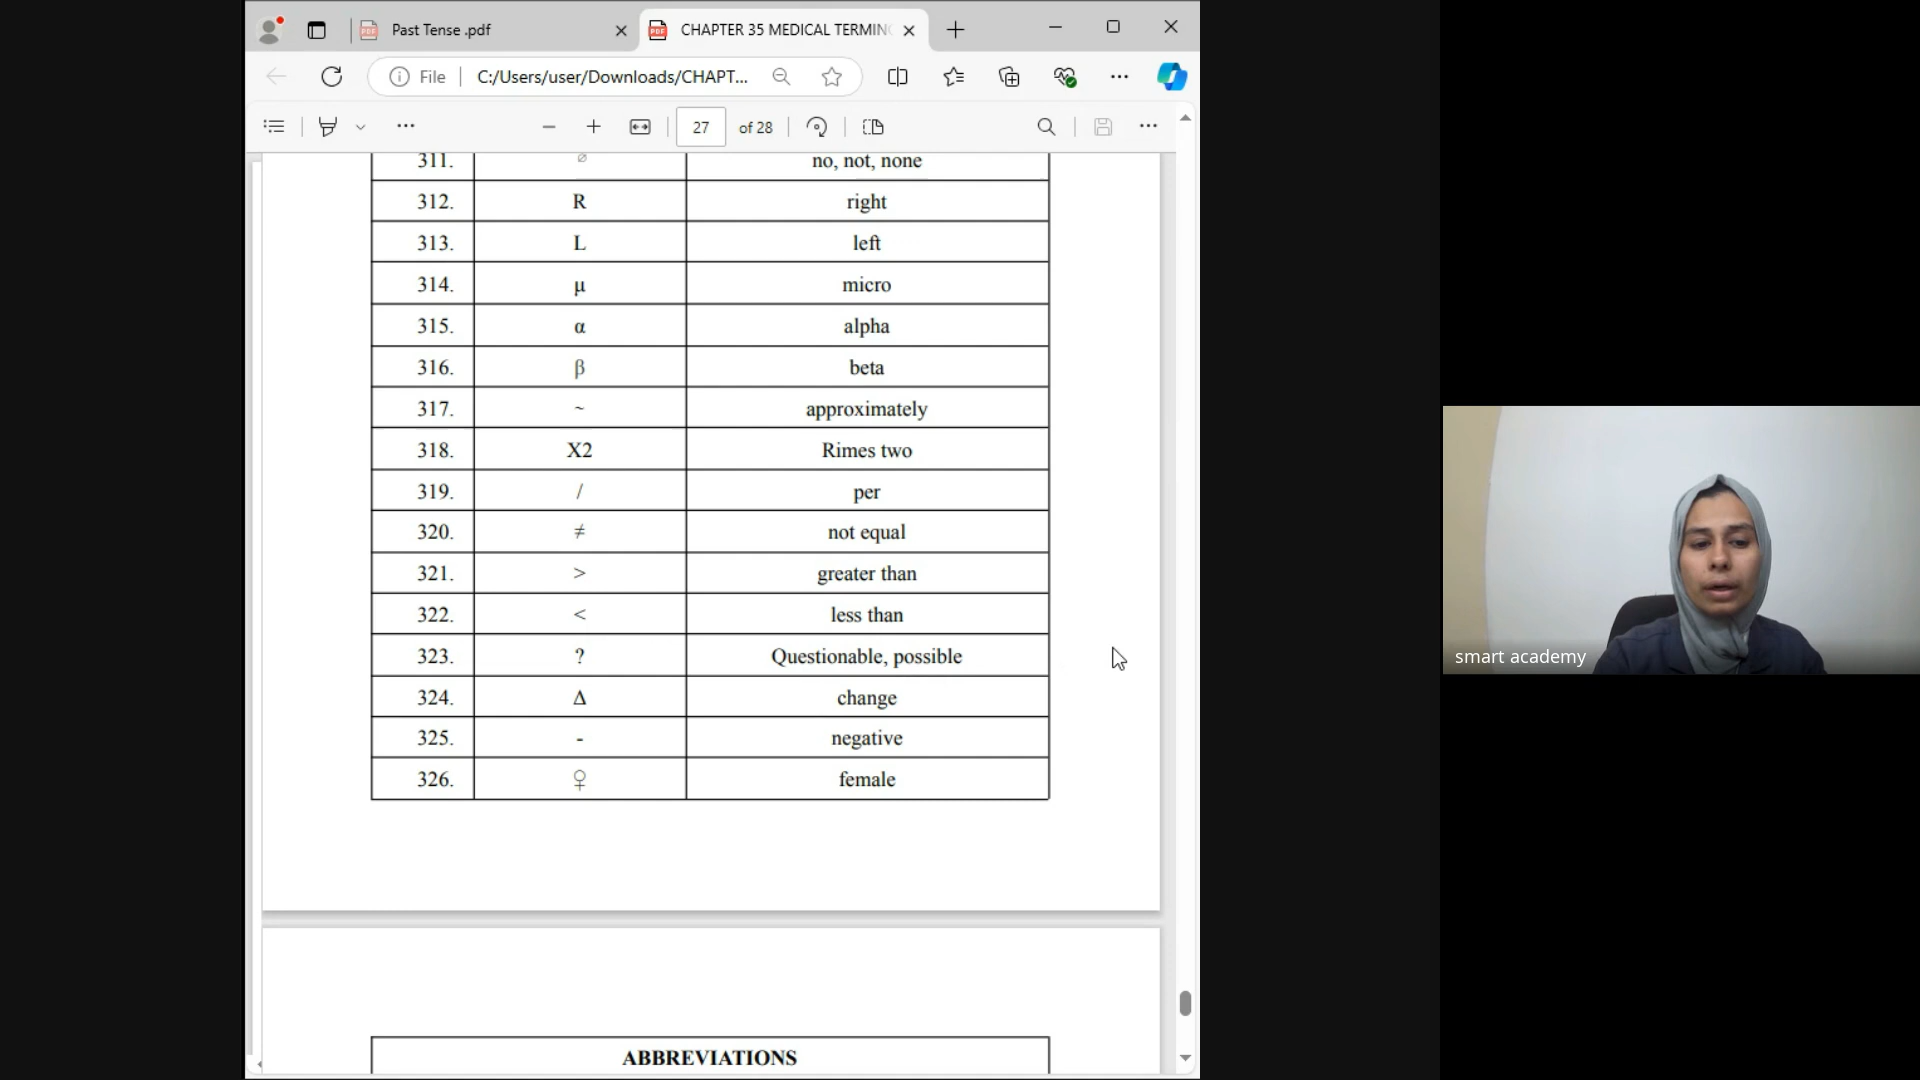 Past Tense .pdf
CHAPTER 35 MEDICAL TERMIN
File
C:/Users/user/Downloads/CHAPT...
27 of 28
311. ∅ no, not, none
312. R right
313. L left
314. μ micro
315. α alpha
316. β beta
317. ~ approximately
318. X2 Rimes two
319. / per
320. ≠ not equal
321. > greater than
322. < less than
323. ? Questionable, possible
324. Δ change
325. - negative
326. ♀ female
ABBREVIATIONS
smart academy